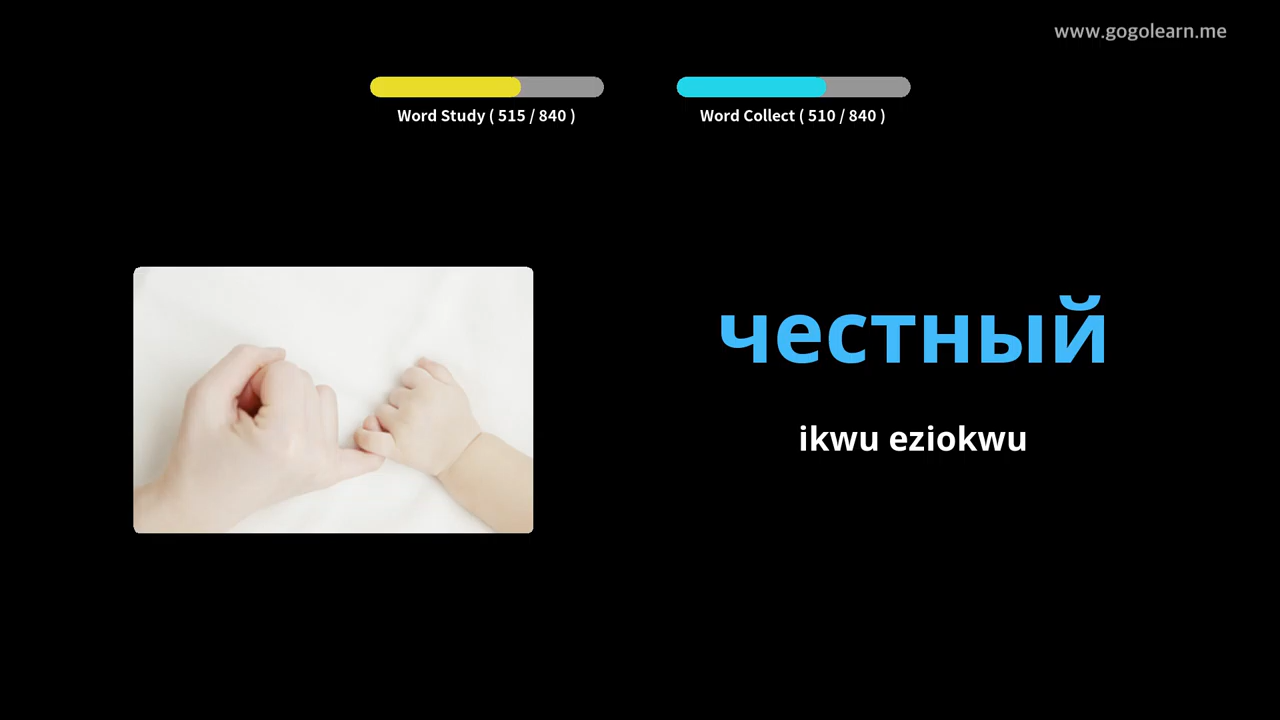 www.gogolearn.me
Word Study ( 515 / 840 )
Word Collect ( 510 / 840 )
честный
ikwu eziokwu